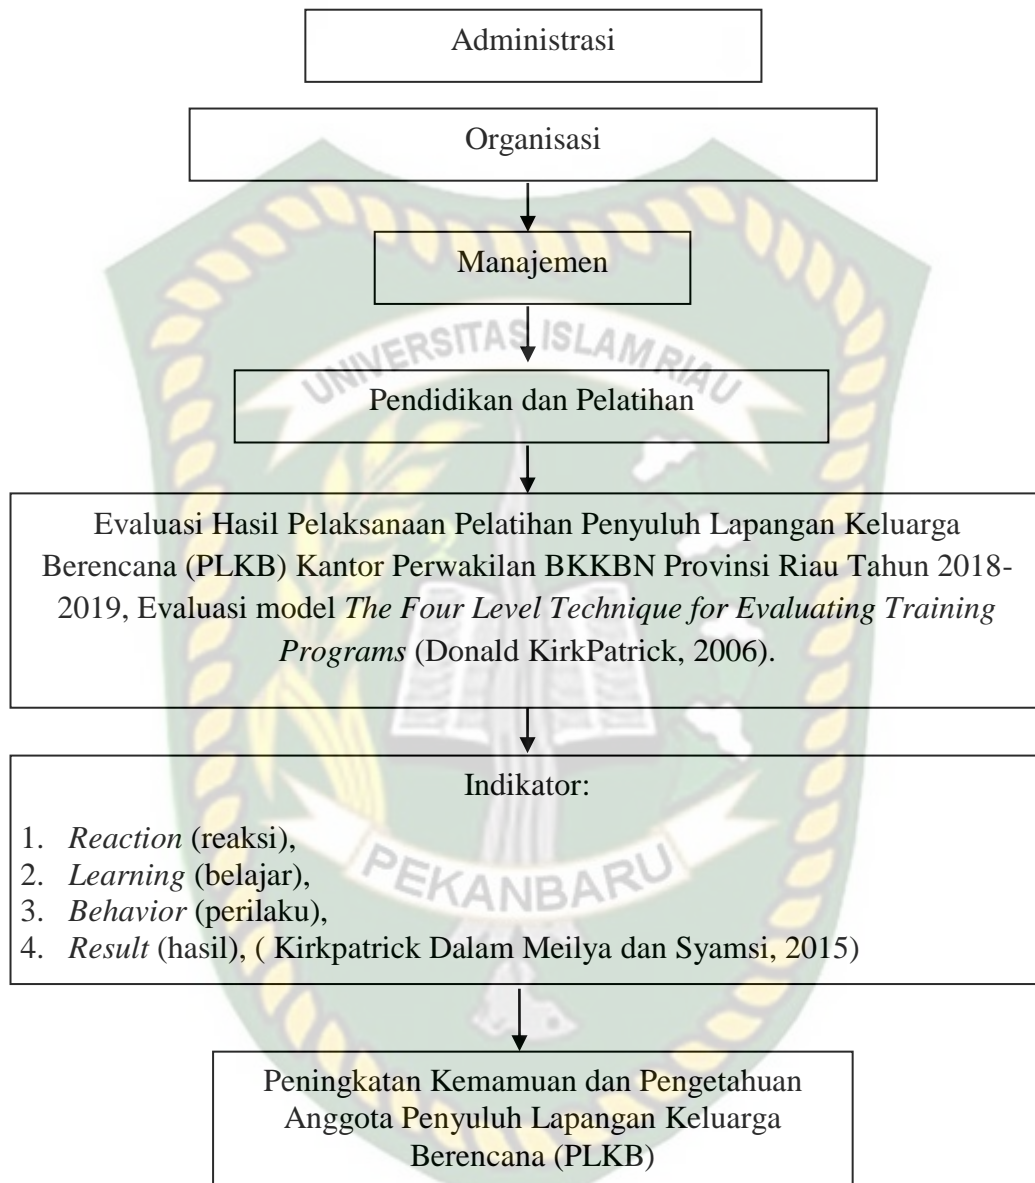 Administrasi
Organisasi
Manajemen
UNIVERSITAS ISLAM RIAU
Pendidikan dan Pelatihan
Evaluasi Hasil Pelaksanaan Pelatihan Penyuluh Lapangan Keluarga
Berencana (PLKB) Kantor Perwakilan BKKBN Provinsi Riau Tahun 2018-
2019, Evaluasi model The Four Level Technique for Evaluating Training
Programs (Donald KirkPatrick, 2006).
Indikator:
1. Reaction (reaksi),
2. Learning (belajar),
3. Behavior (perilaku),
4. Result (hasil), ( Kirkpatrick Dalam Meilya dan Syamsi, 2015)
PEKANBARU
Peningkatan Kemamuan dan Pengetahuan
Anggota Penyuluh Lapangan Keluarga
Berencana (PLKB)